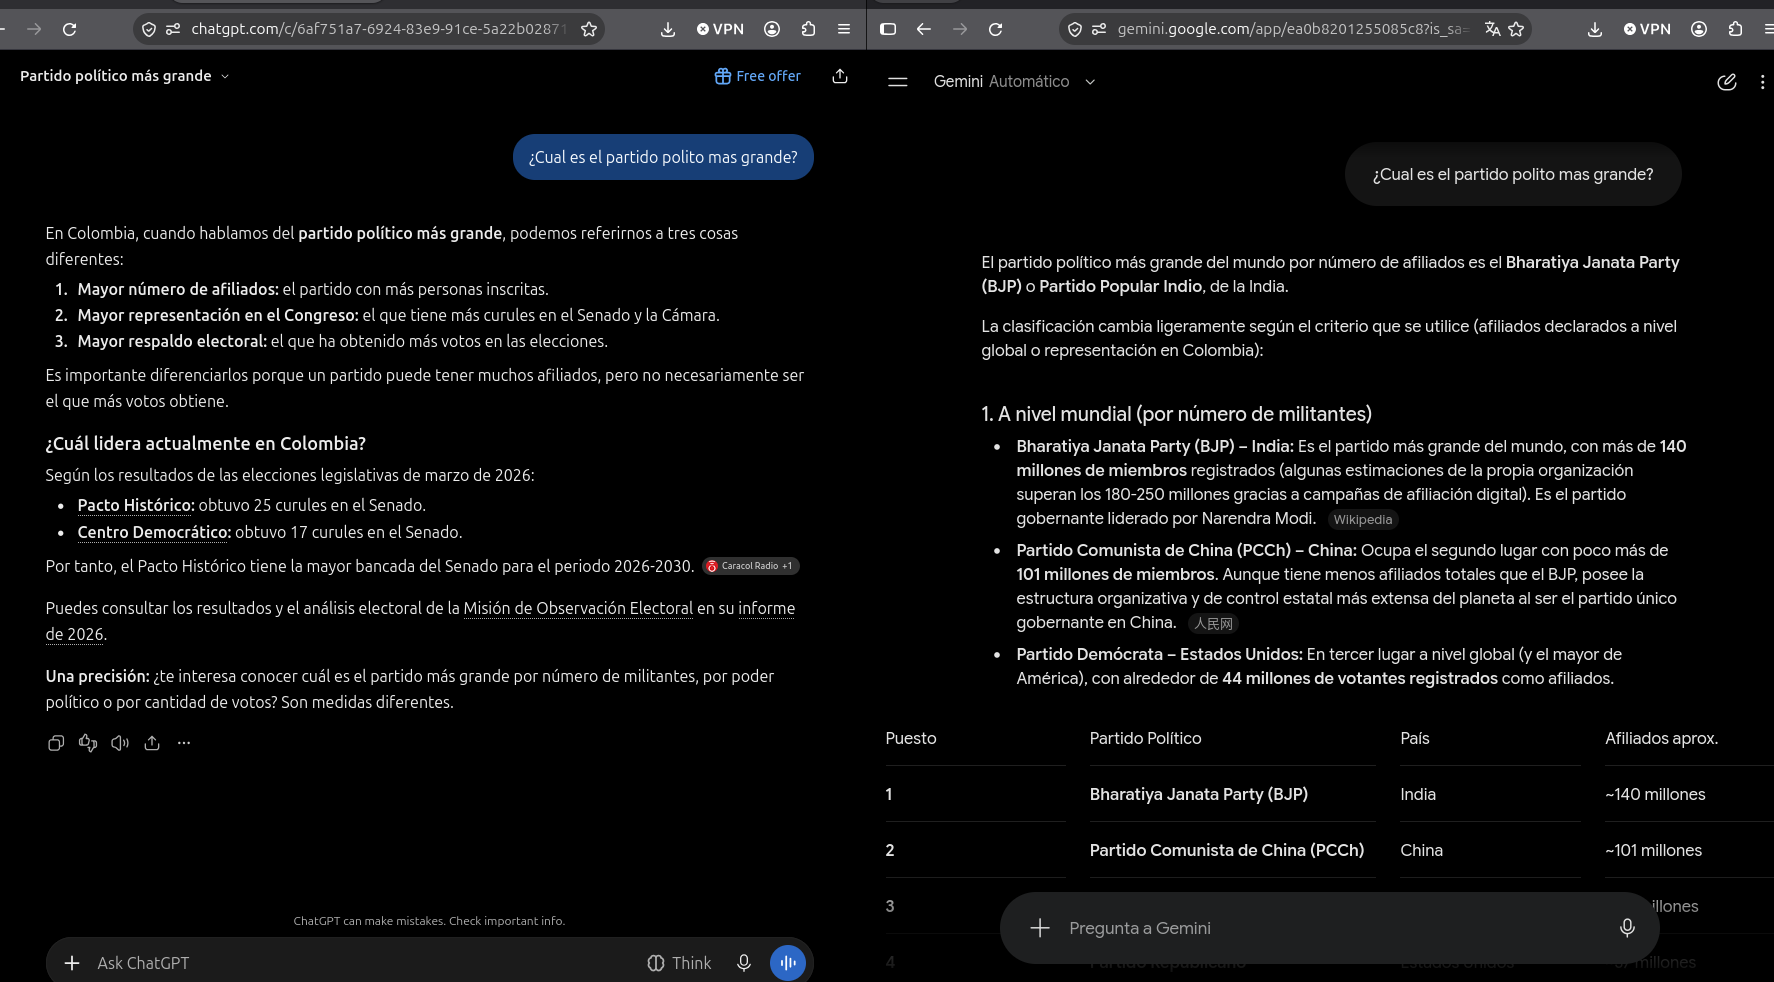 chatgpt.com/c/6af751a7-6924-83e9-91ce-5a22b02871
VPN
Partido político más grande
Free offer
¿Cual es el partido polito mas grande?
En Colombia, cuando hablamos del partido político más grande, podemos referirnos a tres cosas
diferentes:
1. Mayor número de afiliados: el partido con más personas inscritas.
2. Mayor representación en el Congreso: el que tiene más curules en el Senado y la Cámara.
3. Mayor respaldo electoral: el que ha obtenido más votos en las elecciones.
Es importante diferenciarlos porque un partido puede tener muchos afiliados, pero no necesariamente ser
el que más votos obtiene.
¿Cuál lidera actualmente en Colombia?
Según los resultados de las elecciones legislativas de marzo de 2026:
• Pacto Histórico: obtuvo 25 curules en el Senado.
• Centro Democrático: obtuvo 17 curules en el Senado.
Por tanto, el Pacto Histórico tiene la mayor bancada del Senado para el periodo 2026-2030. Caracol Radio +1
Puedes consultar los resultados y el análisis electoral de la Misión de Observación Electoral en su informe
de 2026.
Una precisión: ¿te interesa conocer cuál es el partido más grande por número de militantes, por poder
político o por cantidad de votos? Son medidas diferentes.
ChatGPT can make mistakes. Check important info.
Ask ChatGPT
Think
gemini.google.com/app/ea0b8201255085c8?is_sa=
VPN
Gemini Automático
¿Cual es el partido polito mas grande?
El partido político más grande del mundo por número de afiliados es el Bharatiya Janata Party
(BJP) o Partido Popular Indio, de la India.
La clasificación cambia ligeramente según el criterio que se utilice (afiliados declarados a nivel
global o representación en Colombia):
1. A nivel mundial (por número de militantes)
• Bharatiya Janata Party (BJP) – India: Es el partido más grande del mundo, con más de 140
millones de miembros registrados (algunas estimaciones de la propia organización
superan los 180-250 millones gracias a campañas de afiliación digital). Es el partido
gobernante liderado por Narendra Modi. Wikipedia
• Partido Comunista de China (PCCh) – China: Ocupa el segundo lugar con poco más de
101 millones de miembros. Aunque tiene menos afiliados totales que el BJP, posee la
estructura organizativa y de control estatal más extensa del planeta al ser el partido único
gobernante en China. 人民网
• Partido Demócrata – Estados Unidos: En tercer lugar a nivel global (y el mayor de
América), con alrededor de 44 millones de votantes registrados como afiliados.
Puesto Partido Político País Afiliados aprox.
1 Bharatiya Janata Party (BJP) India ~140 millones
2 Partido Comunista de China (PCCh) China ~101 millones
3 illones
4 Partido Republicano Estados Unidos millones
Pregunta a Gemini